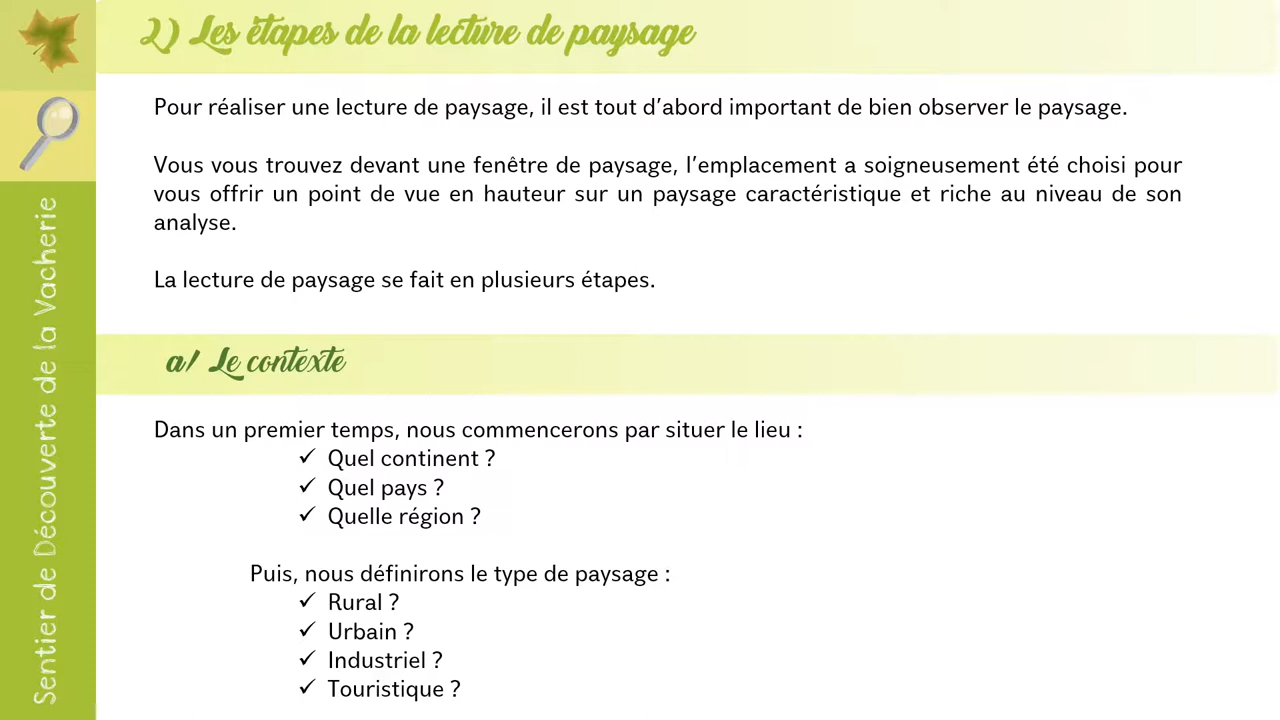 2) Les étapes de la lecture de paysage
Pour réaliser une lecture de paysage, il est tout d’abord important de bien observer le paysage.
Vous vous trouvez devant une fenêtre de paysage, l’emplacement a soigneusement été choisi pour
vous offrir un point de vue en hauteur sur un paysage caractéristique et riche au niveau de son
analyse.
La lecture de paysage se fait en plusieurs étapes.
a/ Le contexte
Dans un premier temps, nous commencerons par situer le lieu :
✓ Quel continent ?
✓ Quel pays ?
✓ Quelle région ?
Puis, nous définirons le type de paysage :
✓ Rural ?
✓ Urbain ?
✓ Industriel ?
✓ Touristique ?
Sentier de Découverte de la Vacherie